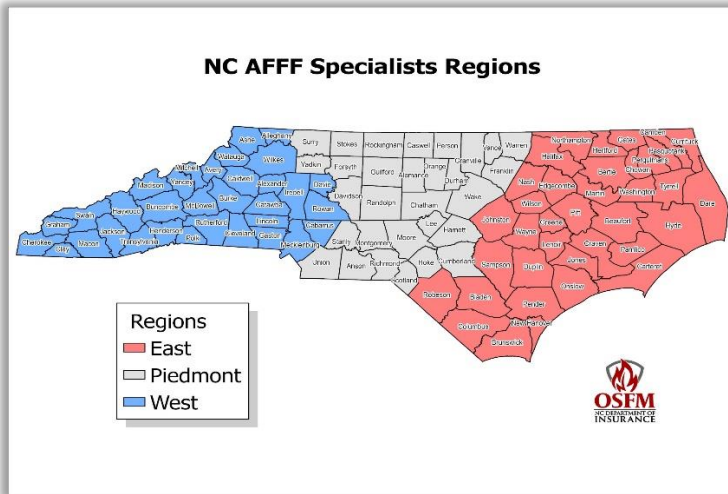 NC AFFF Specialists Regions
Ashe
Alleghany
Surry
Stokes
Rockingham
Caswell
Person
Vance
Warren
Northampton
Gates
Camden
Currituck
Watauga
Wilkes
Yadkin
Forsyth
Guilford
Alamance
Orange
Durham
Granville
Franklin
Halifax
Hertford
Pasquotank
Perquimans
Chowan
Bertie
Mitchell
Avery
Madison
Yancey
Caldwell
Alexander
Iredell
Davie
Davidson
Randolph
Chatham
Wake
Nash
Edgecombe
Martin
Washington
Tyrrell
Dare
Swain
Haywood
Buncombe
McDowell
Burke
Catawba
Rowan
Wilson
Pitt
Beaufort
Hyde
Graham
Jackson
Henderson
Rutherford
Lincoln
Cabarrus
Lee
Harnett
Johnston
Wayne
Greene
Lenoir
Craven
Pamlico
Cherokee
Clay
Macon
Transylvania
Polk
Cleveland
Gaston
Mecklenburg
Stanly
Montgomery
Moore
Jones
Carteret
Union
Anson
Richmond
Hoke
Cumberland
Scotland
Sampson
Duplin
Onslow
Robeson
Bladen
Pender
Columbus
New Hanover
Brunswick
Regions
East
Piedmont
West
OSFM
NC DEPARTMENT OF
INSURANCE